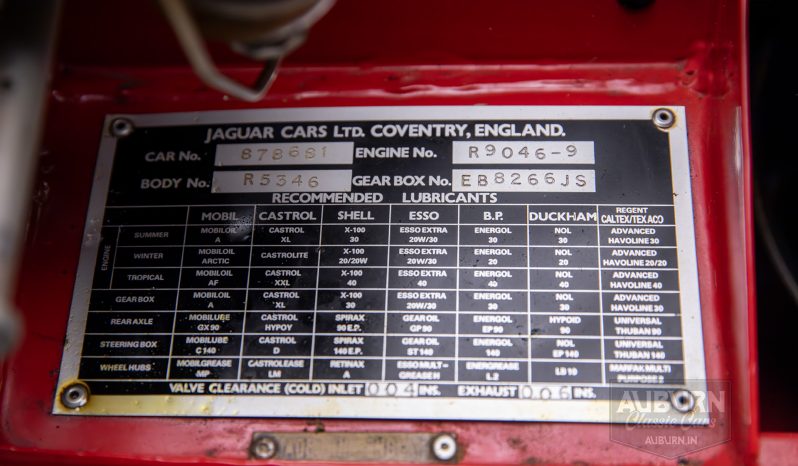 JAGUAR CARS LTD. COVENTRY, ENGLAND.
CAR No. 878681 ENGINE No. R9046-9
BODY No. R5346 GEAR BOX No. EB8266JS
RECOMMENDED LUBRICANTS
MOBIL CASTROL SHELL ESSO B.P. DUCKHAM REGENT CALTEX/TEXACO
ENGINE
SUMMER MOBILOIL A CASTROL XL X-100 30 ESSO EXTRA 20W/30 ENERGOL 30 NOL 30 ADVANCED HAVOLINE 30
WINTER MOBILOIL ARCTIC CASTROLITE X-100 20/20W ESSO EXTRA 20W/30 ENERGOL 20 NOL 20 ADVANCED HAVOLINE 20/20
TROPICAL MOBILOIL AF CASTROL XXL X-100 40 ESSO EXTRA 40 ENERGOL 40 NOL 40 ADVANCED HAVOLINE 40
GEAR BOX MOBILOIL A CASTROL XL X-100 30 ESSO EXTRA 20W/30 ENERGOL 30 NOL 30 ADVANCED HAVOLINE 30
REAR AXLE MOBILUBE GX 90 CASTROL HYPOY SPIRAX 90 E.P. GEAR OIL GP 90 ENERGOL EP 90 HYPOID 90 UNIVERSAL THUBAN 90
STEERING BOX MOBILUBE C 140 CASTROL D SPIRAX 140 E.P. GEAR OIL ST 140 ENERGOL 140 NOL EP 140 UNIVERSAL THUBAN 140
WHEEL HUBS MOBILGREASE MP CASTROLEASE LM RETINAX A ESSO MULTI-GREASE H ENERGREASE L.2 LB 10 MARFAK MULTI PURPOSE 2
VALVE CLEARANCE (COLD) INLET 004 INS. EXHAUST 006 INS.
AUBURN
Classic Cars
AUBURN.IN